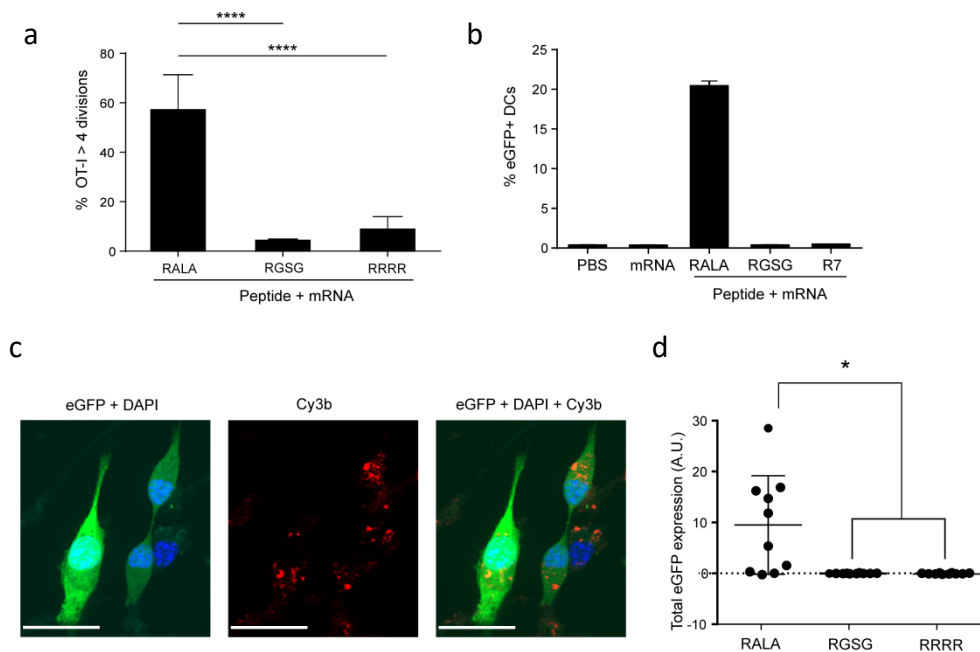 a
****
****
% OT-I > 4 divisions
80
60
40
20
0
RALA RGSG RRRR
Peptide + mRNA
b
% eGFP+ DCs
25
20
15
10
5
0
PBS mRNA RALA RGSG R7
Peptide + mRNA
c
eGFP + DAPI Cy3b eGFP + DAPI + Cy3b
d
*
Total eGFP expression (A.U.)
30
20
10
0
-10
RALA RGSG RRRR